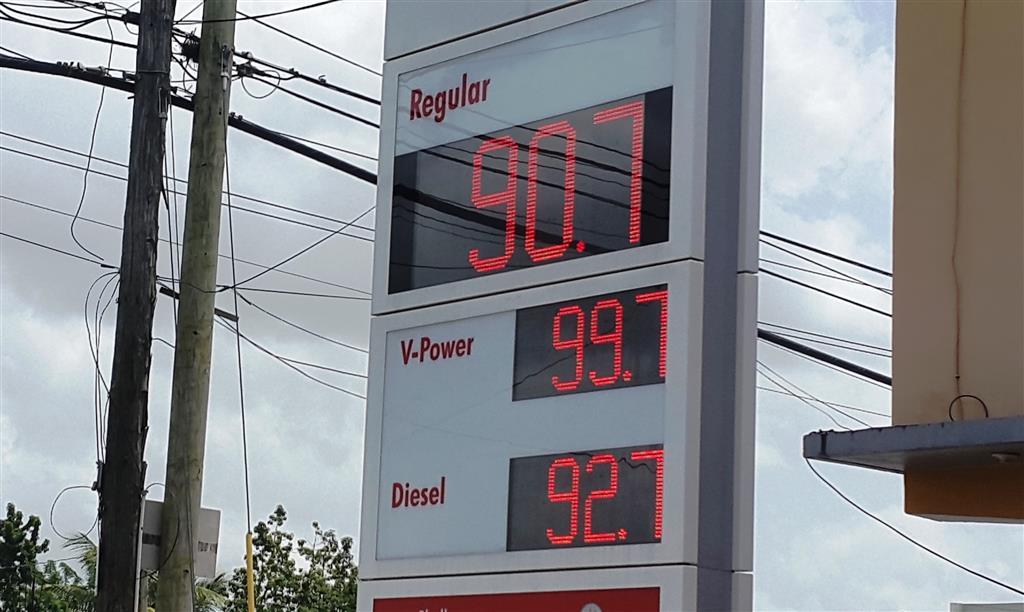 Regular
90.7
V-Power
99.7
Diesel
92.7